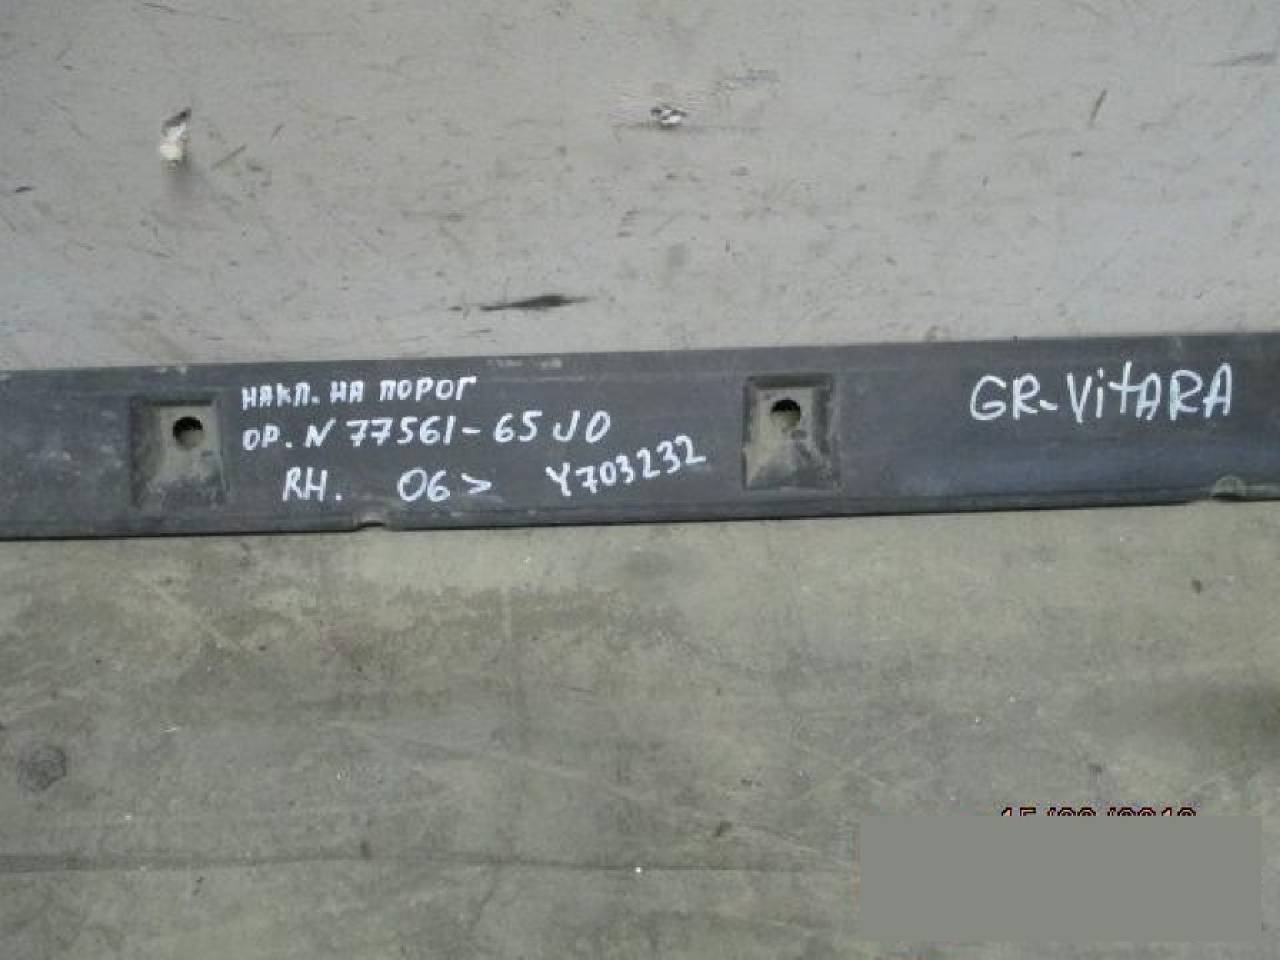 НАКЛ. НА ПОРОГ
ОР. N 77561-65J0
RH. 06> Y703232
GR-ViTARA